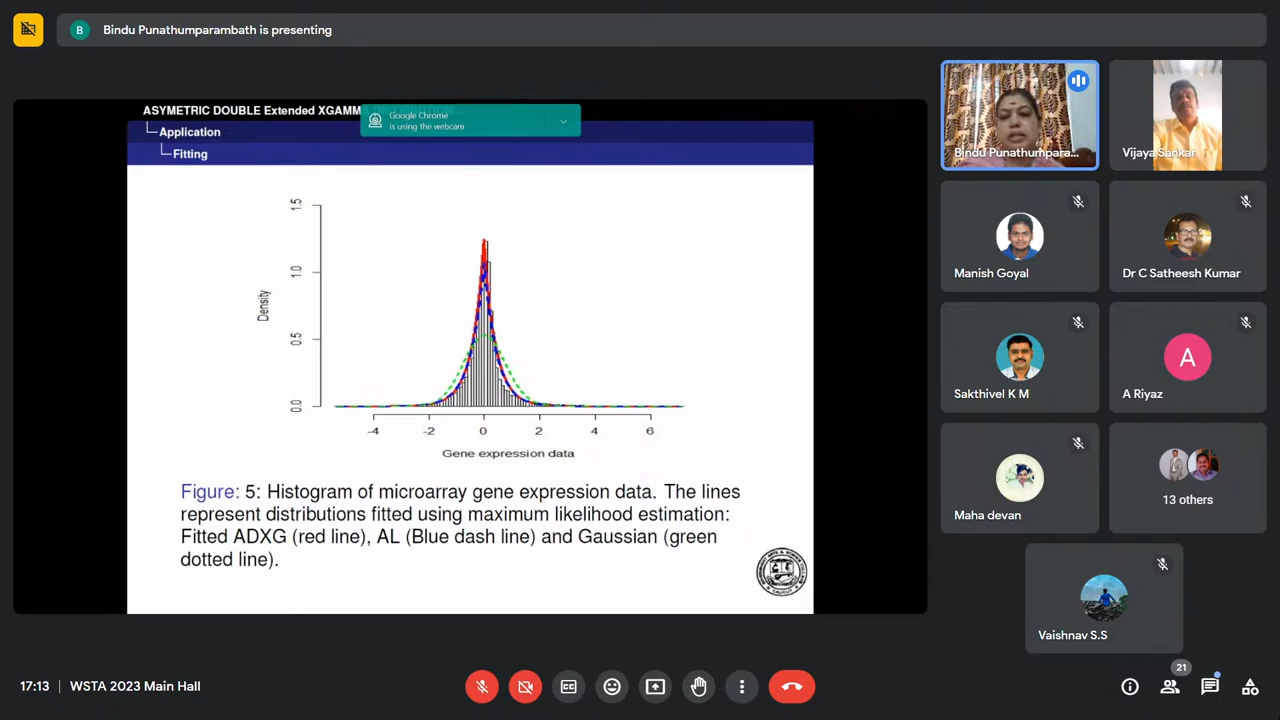 B
Bindu Punathumparambath is presenting
ASYMETRIC DOUBLE Extended XGAMMA
Application
Fitting
Google Chrome
is using the webcam
1.5
1.0
0.5
0.0
Density
-4 -2 0 2 4 6
Gene expression data
Figure: 5: Histogram of microarray gene expression data. The lines
represent distributions fitted using maximum likelihood estimation:
Fitted ADXG (red line), AL (Blue dash line) and Gaussian (green
dotted line).
Bindu Punathumpara...
Vijaya Sankar
Manish Goyal
Dr C Satheesh Kumar
Sakthivel K M
A
A Riyaz
Maha devan
13 others
Vaishnav S.S
17:13 | WSTA 2023 Main Hall
21